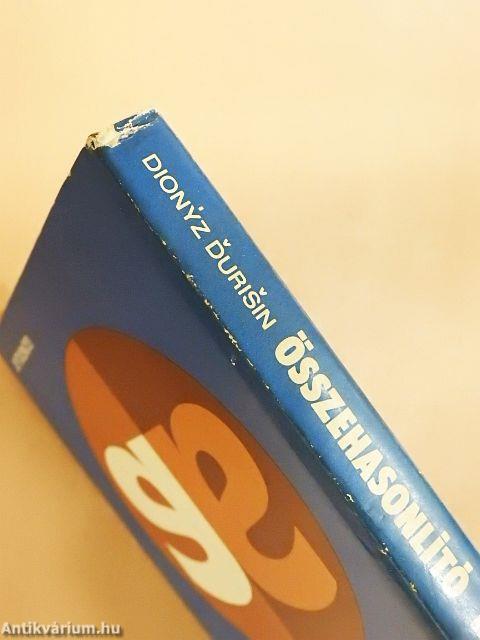 DIONÝZ ĎURIŠIN ÖSSZEHASONLÍTÓ
Antikvárium.hu